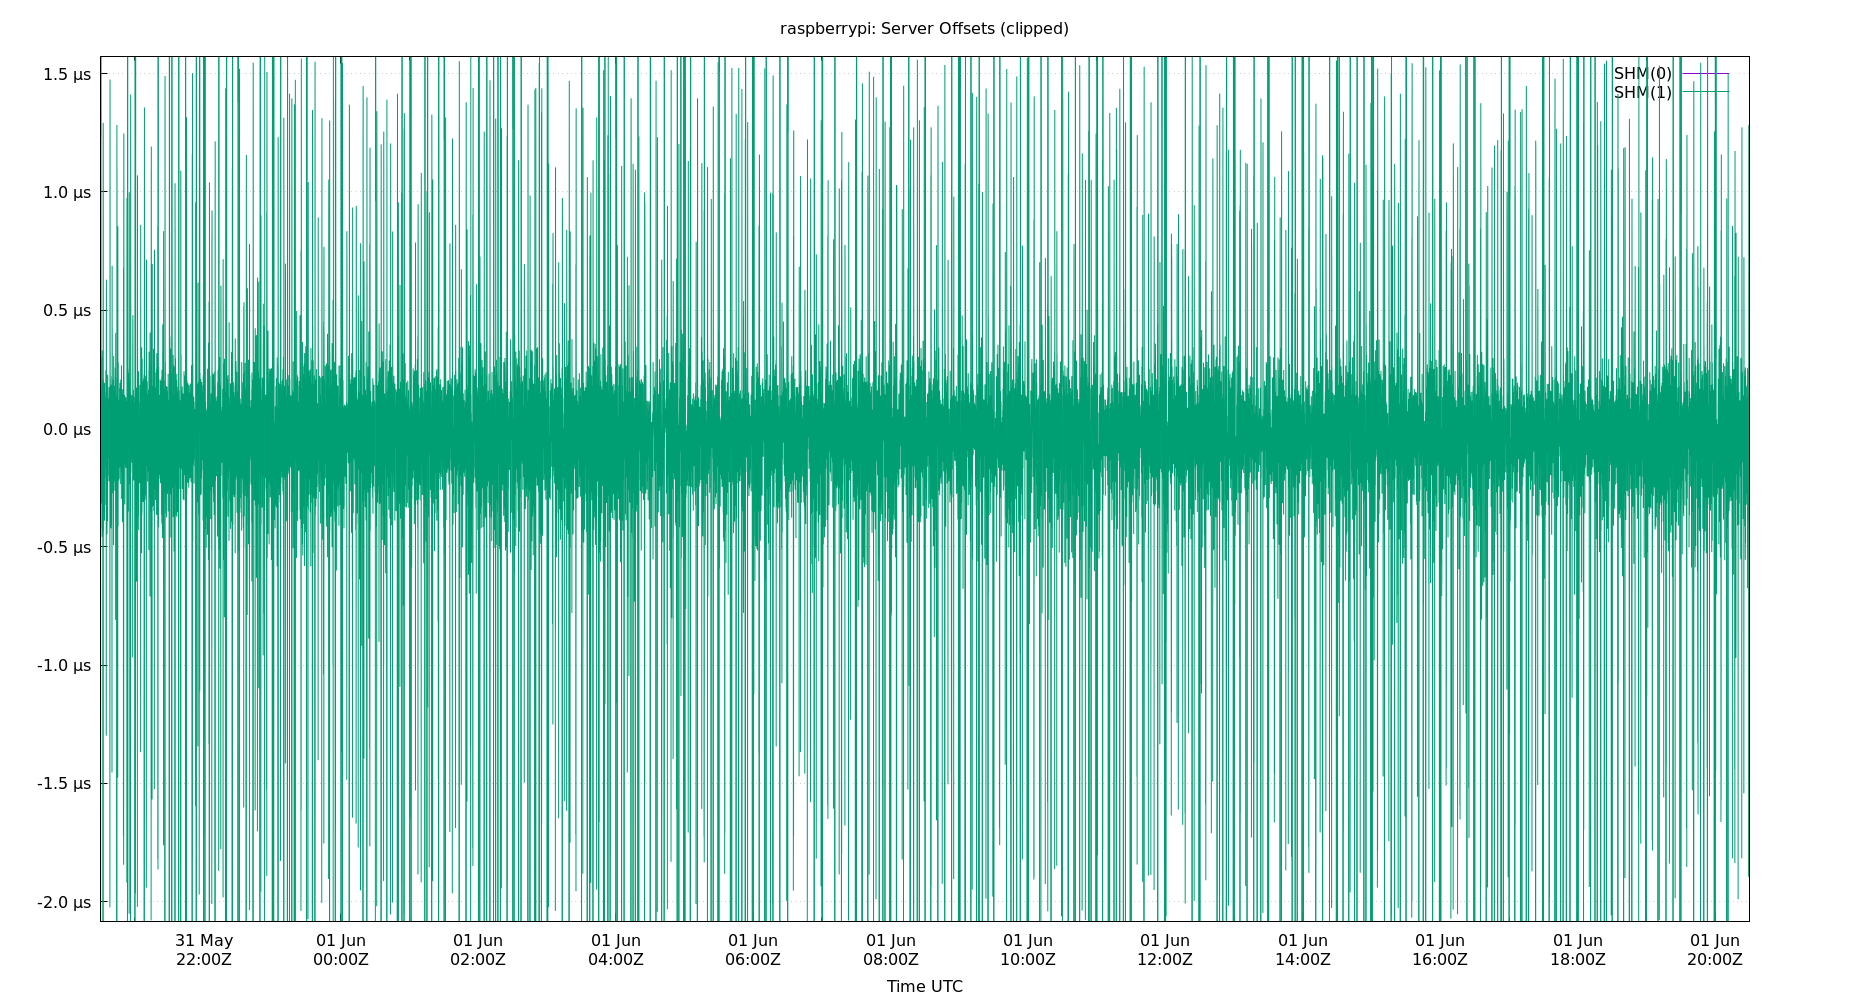 raspberrypi: Server Offsets (clipped)
1.5 µs
1.0 µs
0.5 µs
0.0 µs
-0.5 µs
-1.0 µs
-1.5 µs
-2.0 µs
SHM(0)
SHM(1)
31 May 01 Jun 01 Jun 01 Jun 01 Jun 01 Jun 01 Jun 01 Jun 01 Jun 01 Jun 01 Jun 01 Jun
22:00Z 00:00Z 02:00Z 04:00Z 06:00Z 08:00Z 10:00Z 12:00Z 14:00Z 16:00Z 18:00Z 20:00Z
Time UTC